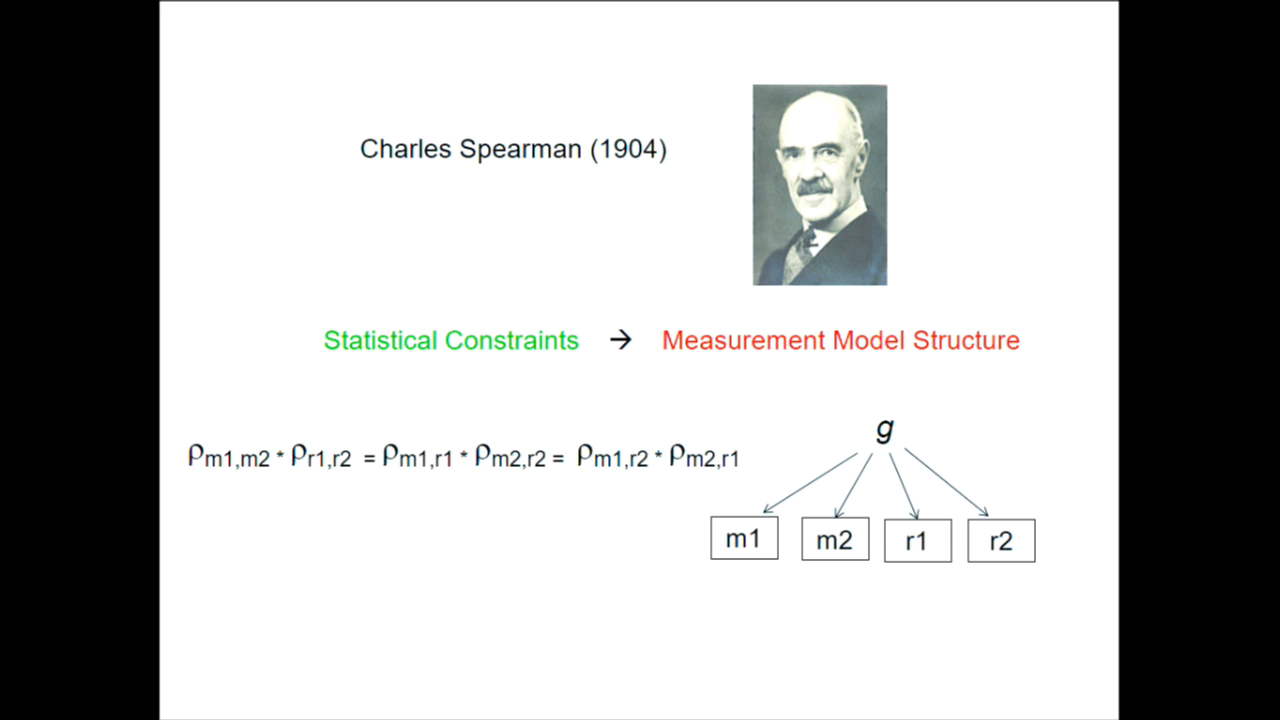 Charles Spearman (1904)
Statistical Constraints → Measurement Model Structure
ρm1,m2 * ρr1,r2 = ρm1,r1 * ρm2,r2 = ρm1,r2 * ρm2,r1
g
m1 m2 r1 r2